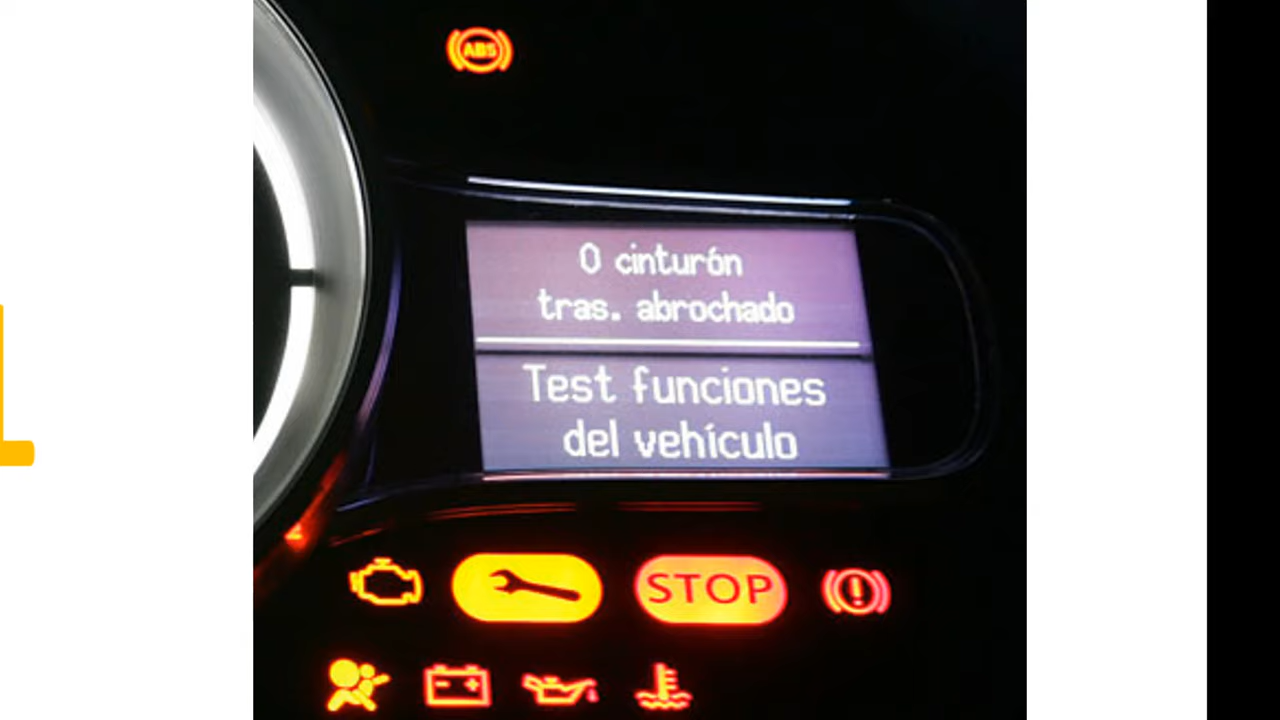 ABS
0 cinturón
tras. abrochado
Test funciones
del vehículo
STOP